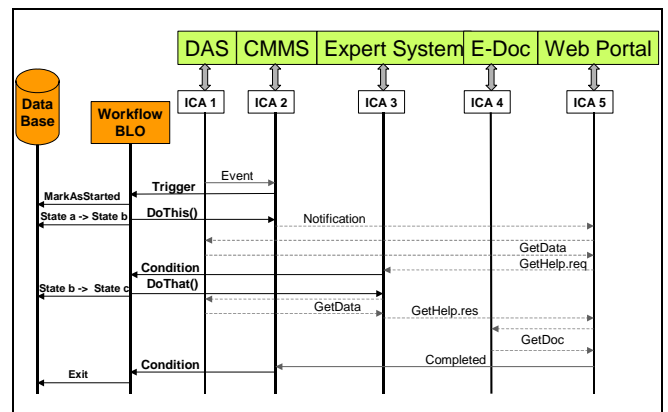 DAS CMMS Expert System E-Doc Web Portal
Data
Base
Workflow
BLO
ICA 1
ICA 2
ICA 3
ICA 4
ICA 5
Event
Trigger
MarkAsStarted
State a -> State b
DoThis()
Notification
GetData
GetHelp.req
Condition
State b -> State c
DoThat()
GetData
GetHelp.res
GetDoc
Completed
Condition
Exit